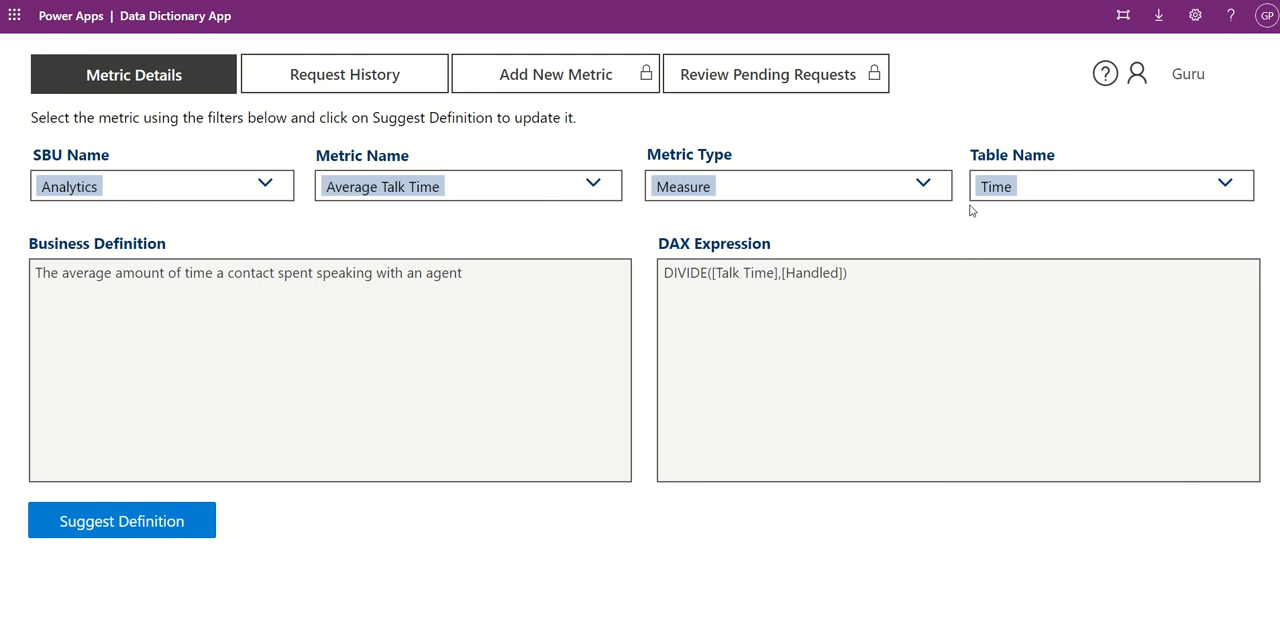 Power Apps | Data Dictionary App
? GP
Metric Details
Request History
Add New Metric
Review Pending Requests
? Guru
Select the metric using the filters below and click on Suggest Definition to update it.
SBU Name
Metric Name
Metric Type
Table Name
Analytics
Average Talk Time
Measure
Time
Business Definition
DAX Expression
The average amount of time a contact spent speaking with an agent
DIVIDE([Talk Time],[Handled])
Suggest Definition